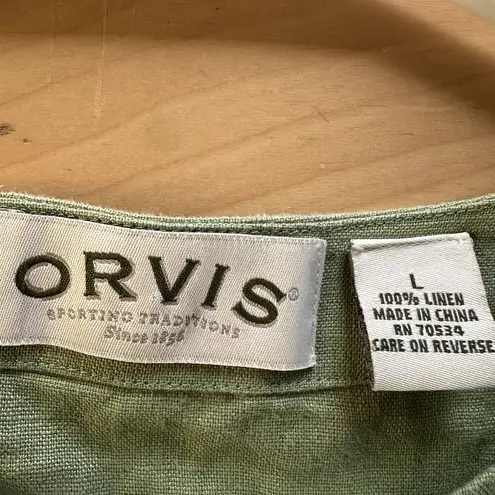 ORVIS®
SPORTING TRADITIONS
Since 1856
L
100% LINEN
MADE IN CHINA
RN 70534
CARE ON REVERSE